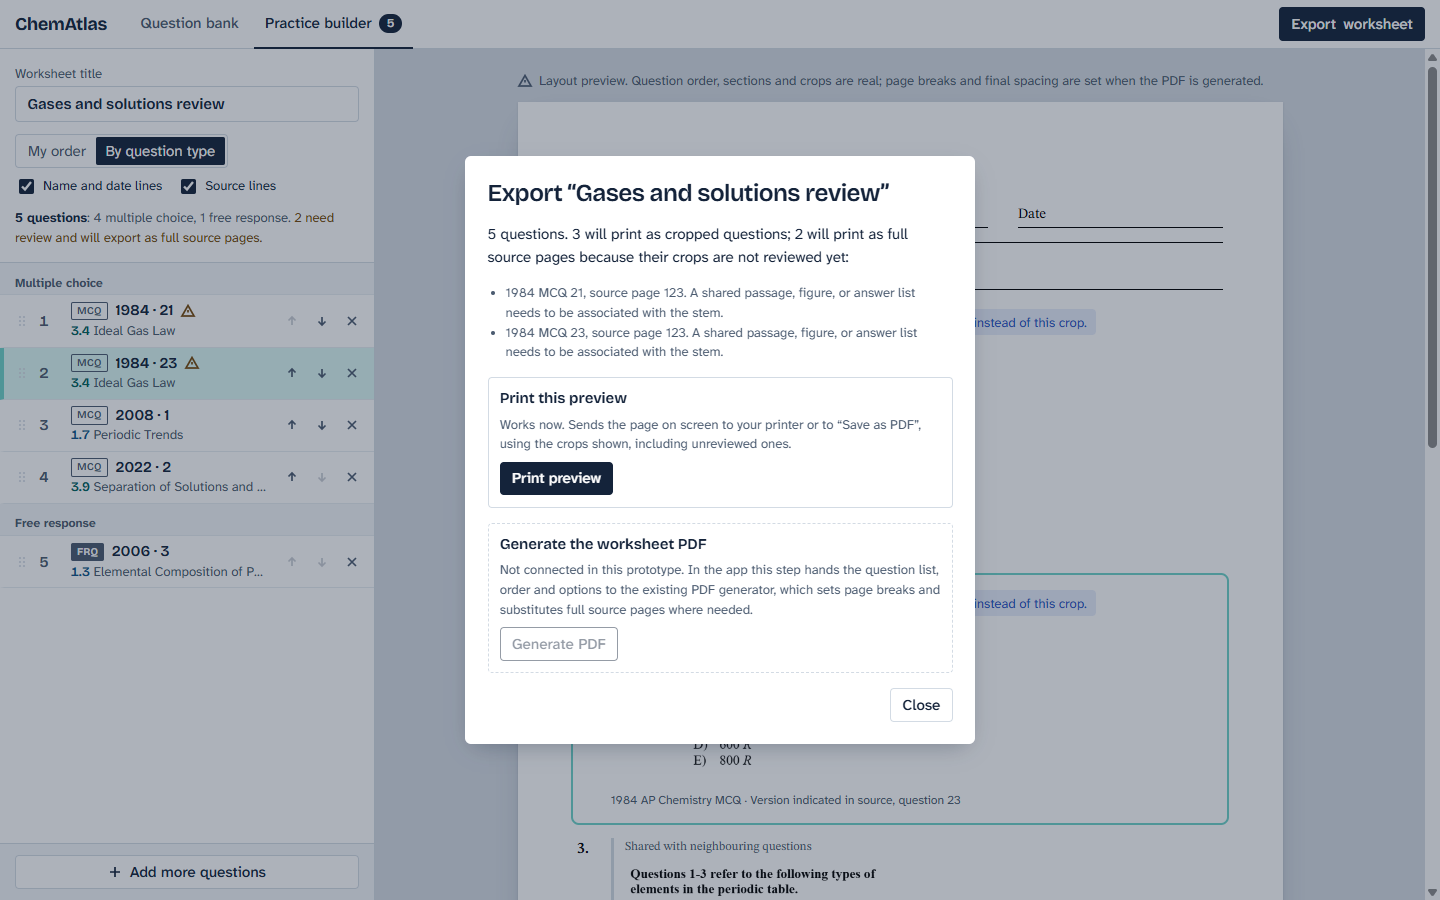 ChemAtlas
Question bank
Practice builder 5
Export worksheet
Worksheet title
Gases and solutions review
My order
By question type
Name and date lines
Source lines
5 questions: 4 multiple choice, 1 free response. 2 need
review and will export as full source pages.
Multiple choice
1 MCQ 1984 · 21
3.4 Ideal Gas Law
2 MCQ 1984 · 23
3.4 Ideal Gas Law
3 MCQ 2008 · 1
1.7 Periodic Trends
4 MCQ 2022 · 2
3.9 Separation of Solutions and ...
Free response
5 FRQ 2006 · 3
1.3 Elemental Composition of P...
+ Add more questions
Layout preview. Question order, sections and crops are real; page breaks and final spacing are set when the PDF is generated.
Date
instead of this crop.
Export “Gases and solutions review”
5 questions. 3 will print as cropped questions; 2 will print as full
source pages because their crops are not reviewed yet:
• 1984 MCQ 21, source page 123. A shared passage, figure, or answer list
needs to be associated with the stem.
• 1984 MCQ 23, source page 123. A shared passage, figure, or answer list
needs to be associated with the stem.
Print this preview
Works now. Sends the page on screen to your printer or to “Save as PDF”,
using the crops shown, including unreviewed ones.
Print preview
Generate the worksheet PDF
Not connected in this prototype. In the app this step hands the question list,
order and options to the existing PDF generator, which sets page breaks and
substitutes full source pages where needed.
Generate PDF
Close
instead of this crop.
D) 600 R
E) 800 R
1984 AP Chemistry MCQ · Version indicated in source, question 23
3.
Shared with neighbouring questions
Questions 1-3 refer to the following types of
elements in the periodic table.